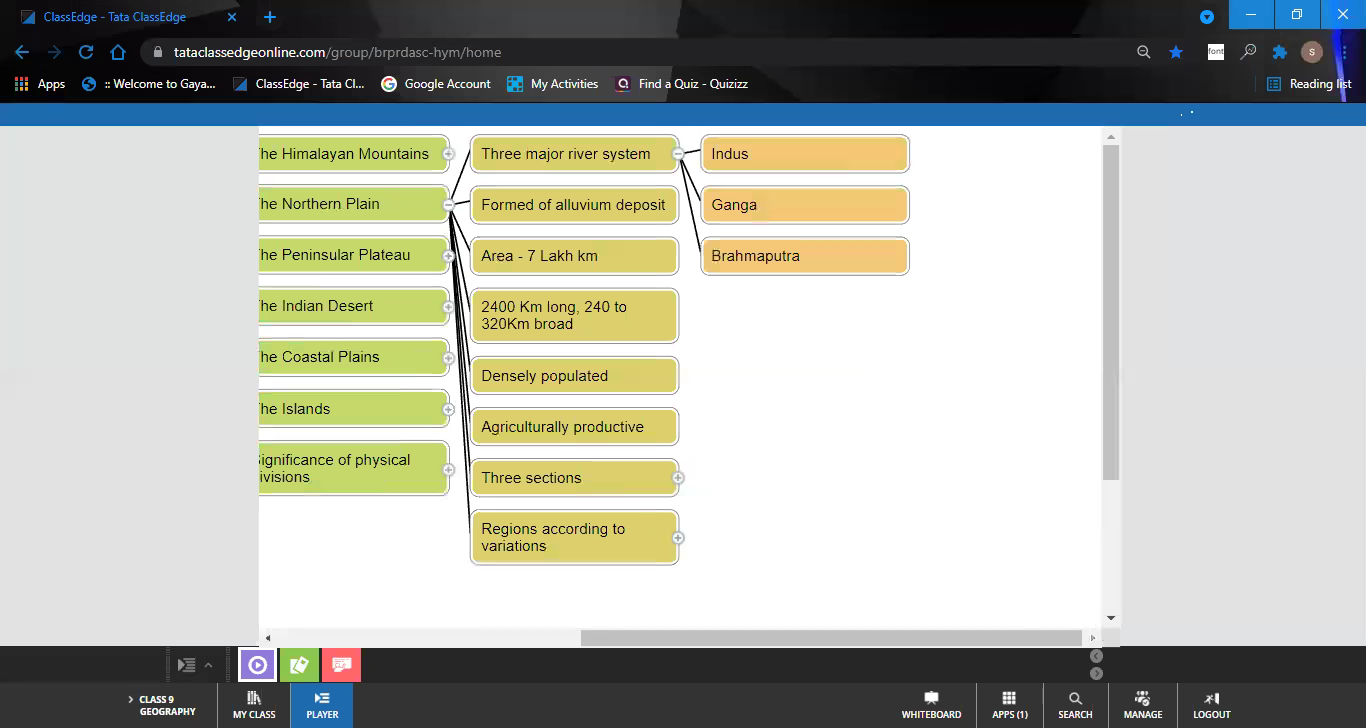 ClassEdge - Tata ClassEdge
tataclassedgeonline.com/group/brprdasc-hym/home
font
S
Apps
:: Welcome to Gaya...
ClassEdge - Tata Cl...
Google Account
My Activities
Find a Quiz - Quizizz
Reading list
he Himalayan Mountains
Three major river system
Indus
he Northern Plain
Formed of alluvium deposit
Ganga
he Peninsular Plateau
Area - 7 Lakh km
Brahmaputra
he Indian Desert
2400 Km long, 240 to
320Km broad
he Coastal Plains
Densely populated
he Islands
Agriculturally productive
ignificance of physical
ivisions
Three sections
Regions according to
variations
CLASS 9
GEOGRAPHY
MY CLASS
PLAYER
WHITEBOARD
APPS (1)
SEARCH
MANAGE
LOGOUT